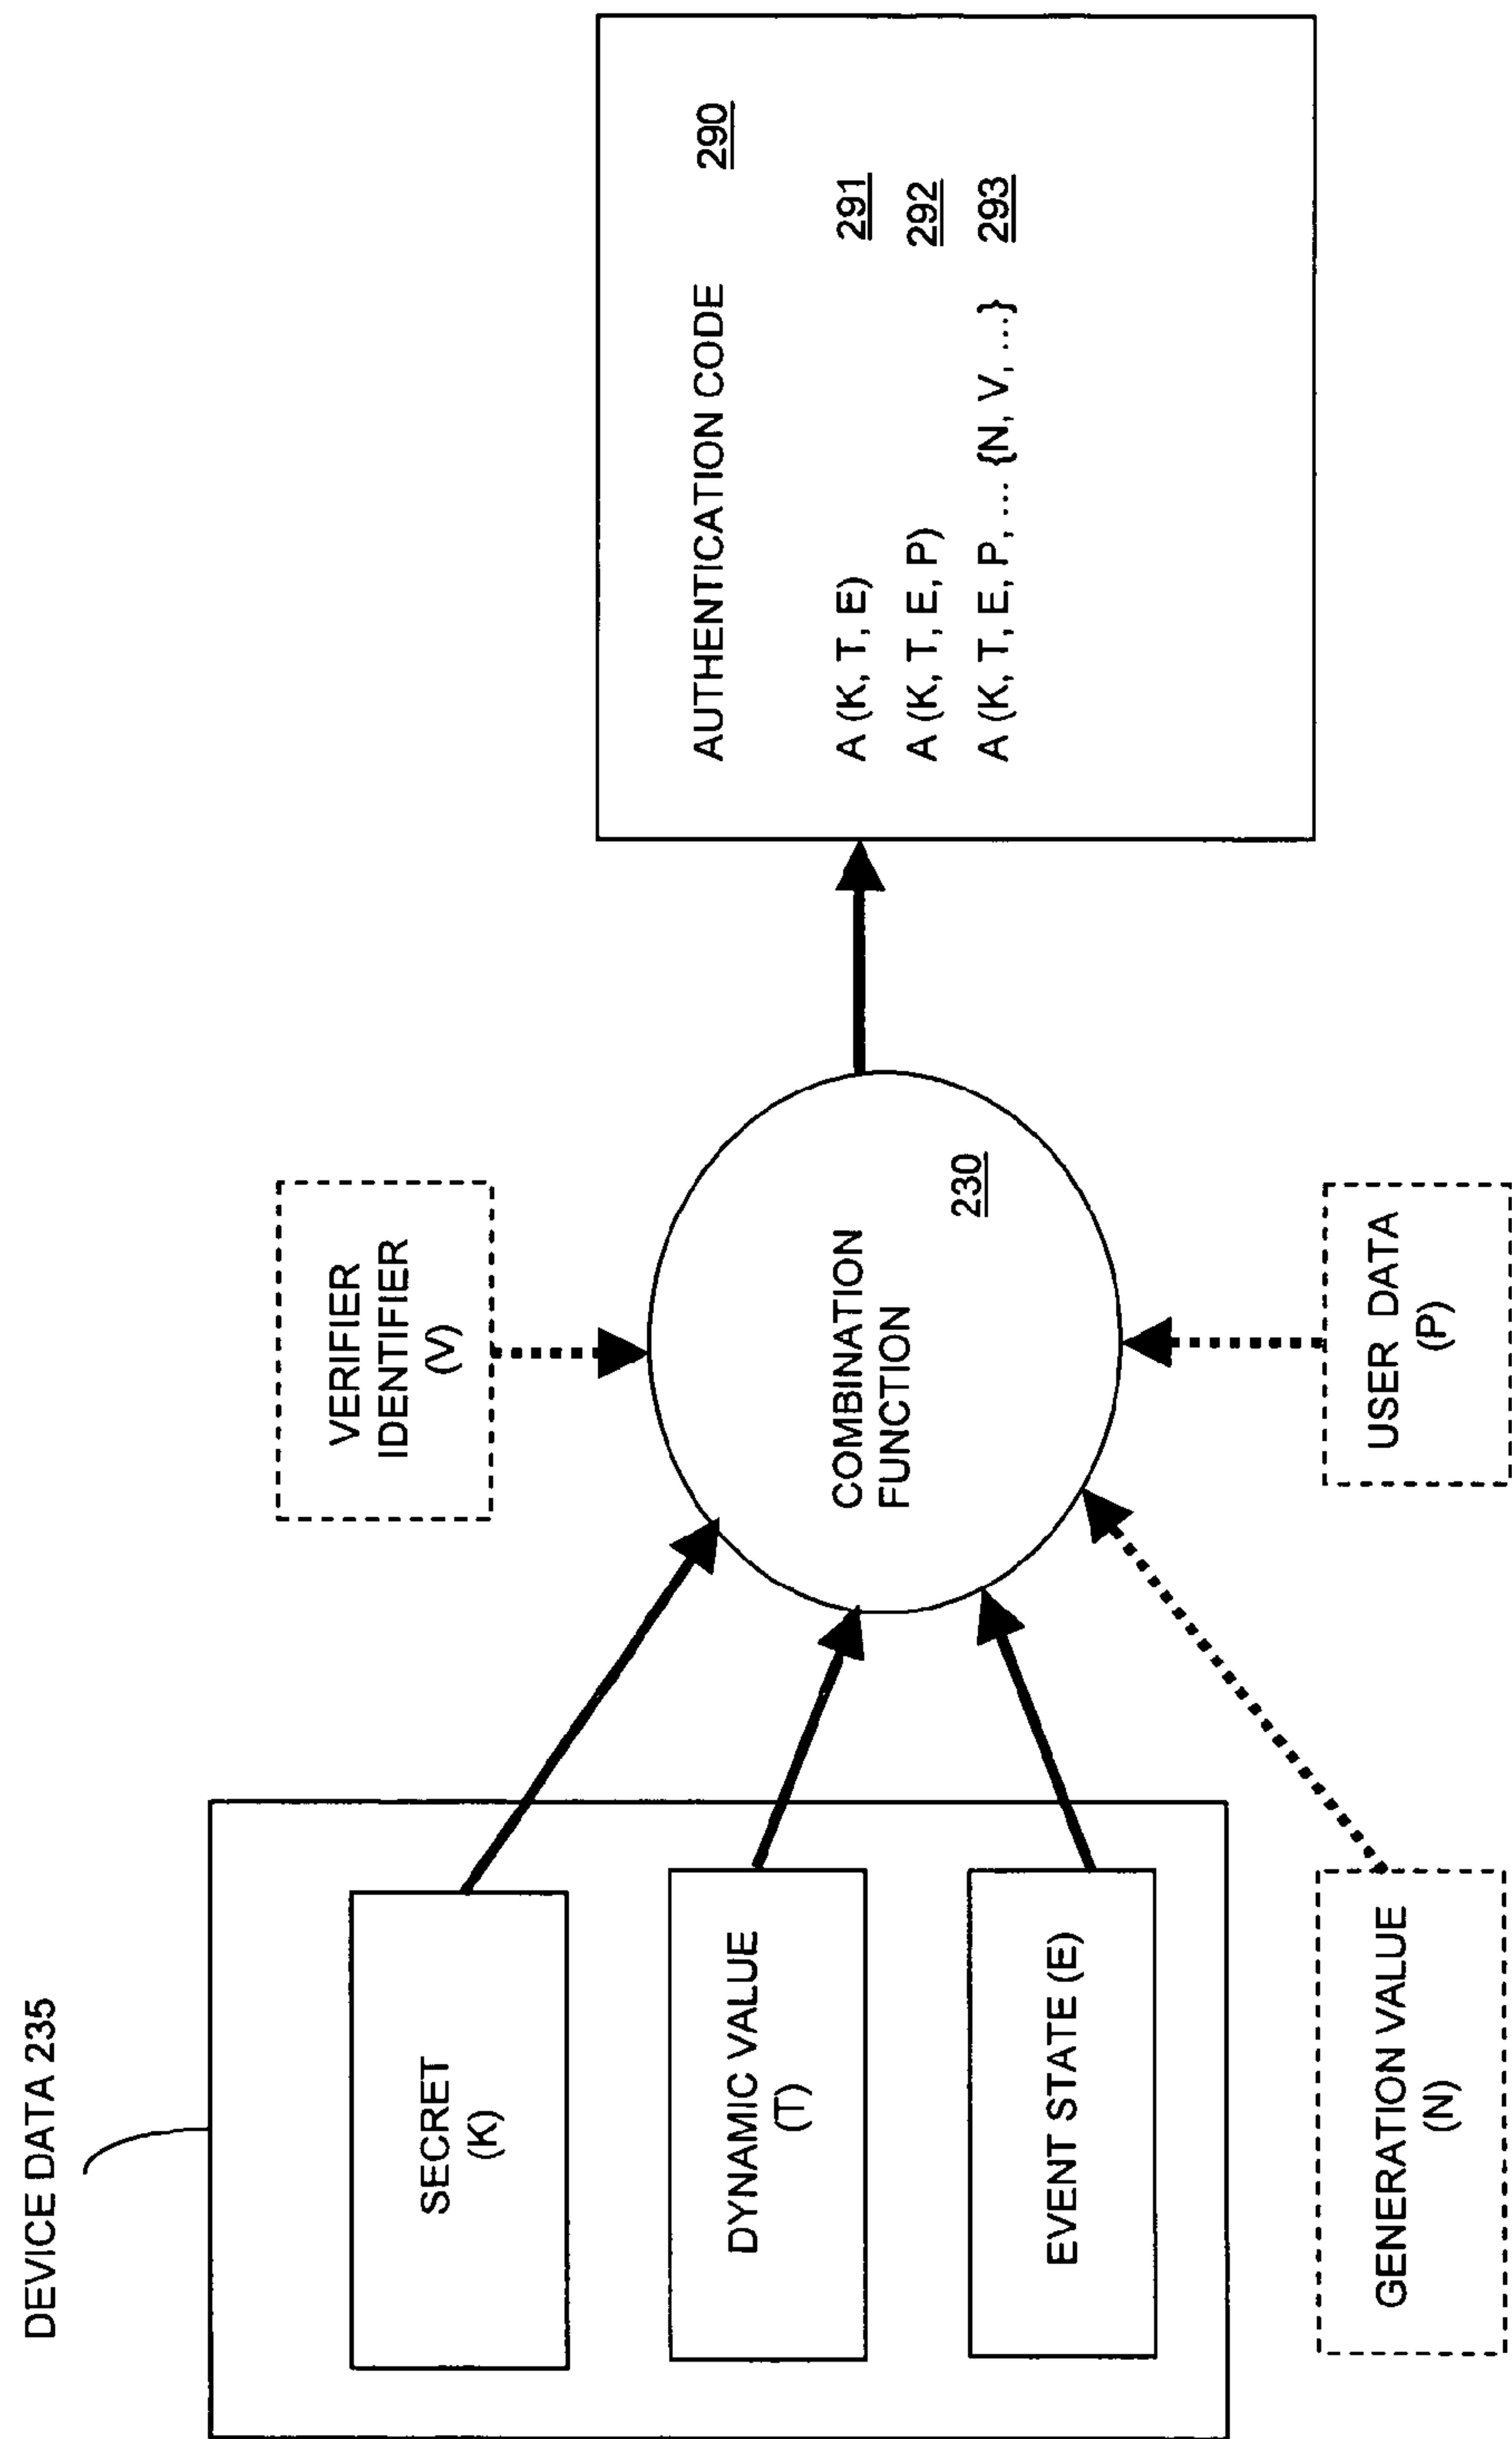 DEVICE DATA 235
SECRET
(K)
DYNAMIC VALUE
(T)
EVENT STATE (E)
GENERATION VALUE
(N)
VERIFIER
IDENTIFIER
(V)
COMBINATION
FUNCTION
230
USER DATA
(P)
AUTHENTICATION CODE 290
A (K, T, E) 291
A (K, T, E, P) 292
A (K, T, E, P, ... {N, V, ...} 293